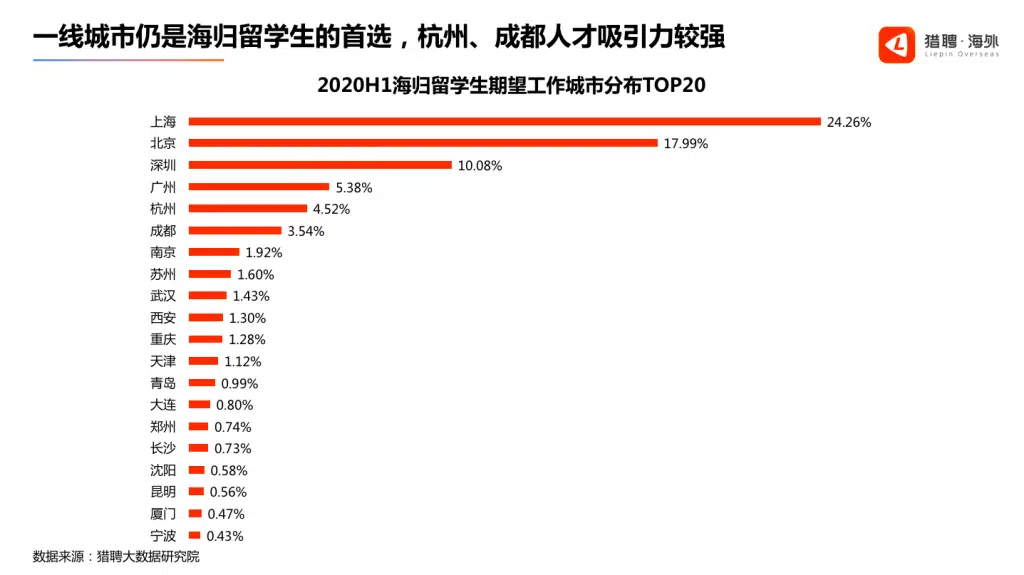 一线城市仍是海归留学生的首选，杭州、成都人才吸引力较强
猎聘·海外
Liepin Overseas
2020H1海归留学生期望工作城市分布TOP20
上海 24.26%
北京 17.99%
深圳 10.08%
广州 5.38%
杭州 4.52%
成都 3.54%
南京 1.92%
苏州 1.60%
武汉 1.43%
西安 1.30%
重庆 1.28%
天津 1.12%
青岛 0.99%
大连 0.80%
郑州 0.74%
长沙 0.73%
沈阳 0.58%
昆明 0.56%
厦门 0.47%
宁波 0.43%
数据来源：猎聘大数据研究院